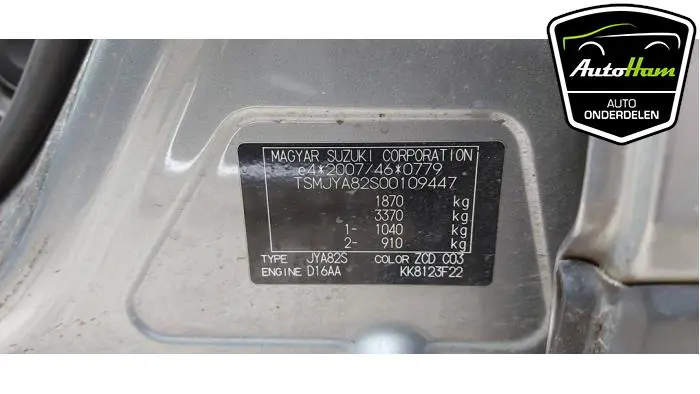 AutoHam
AUTO
ONDERDELEN
MAGYAR SUZUKI CORPORATION
e4*2007/46*0779
TSMJYA82S00109447
1870 kg
3370 kg
1- 1040 kg
2- 910 kg
TYPE JYA82S COLOR ZCD C03
ENGINE D16AA KK8123F22